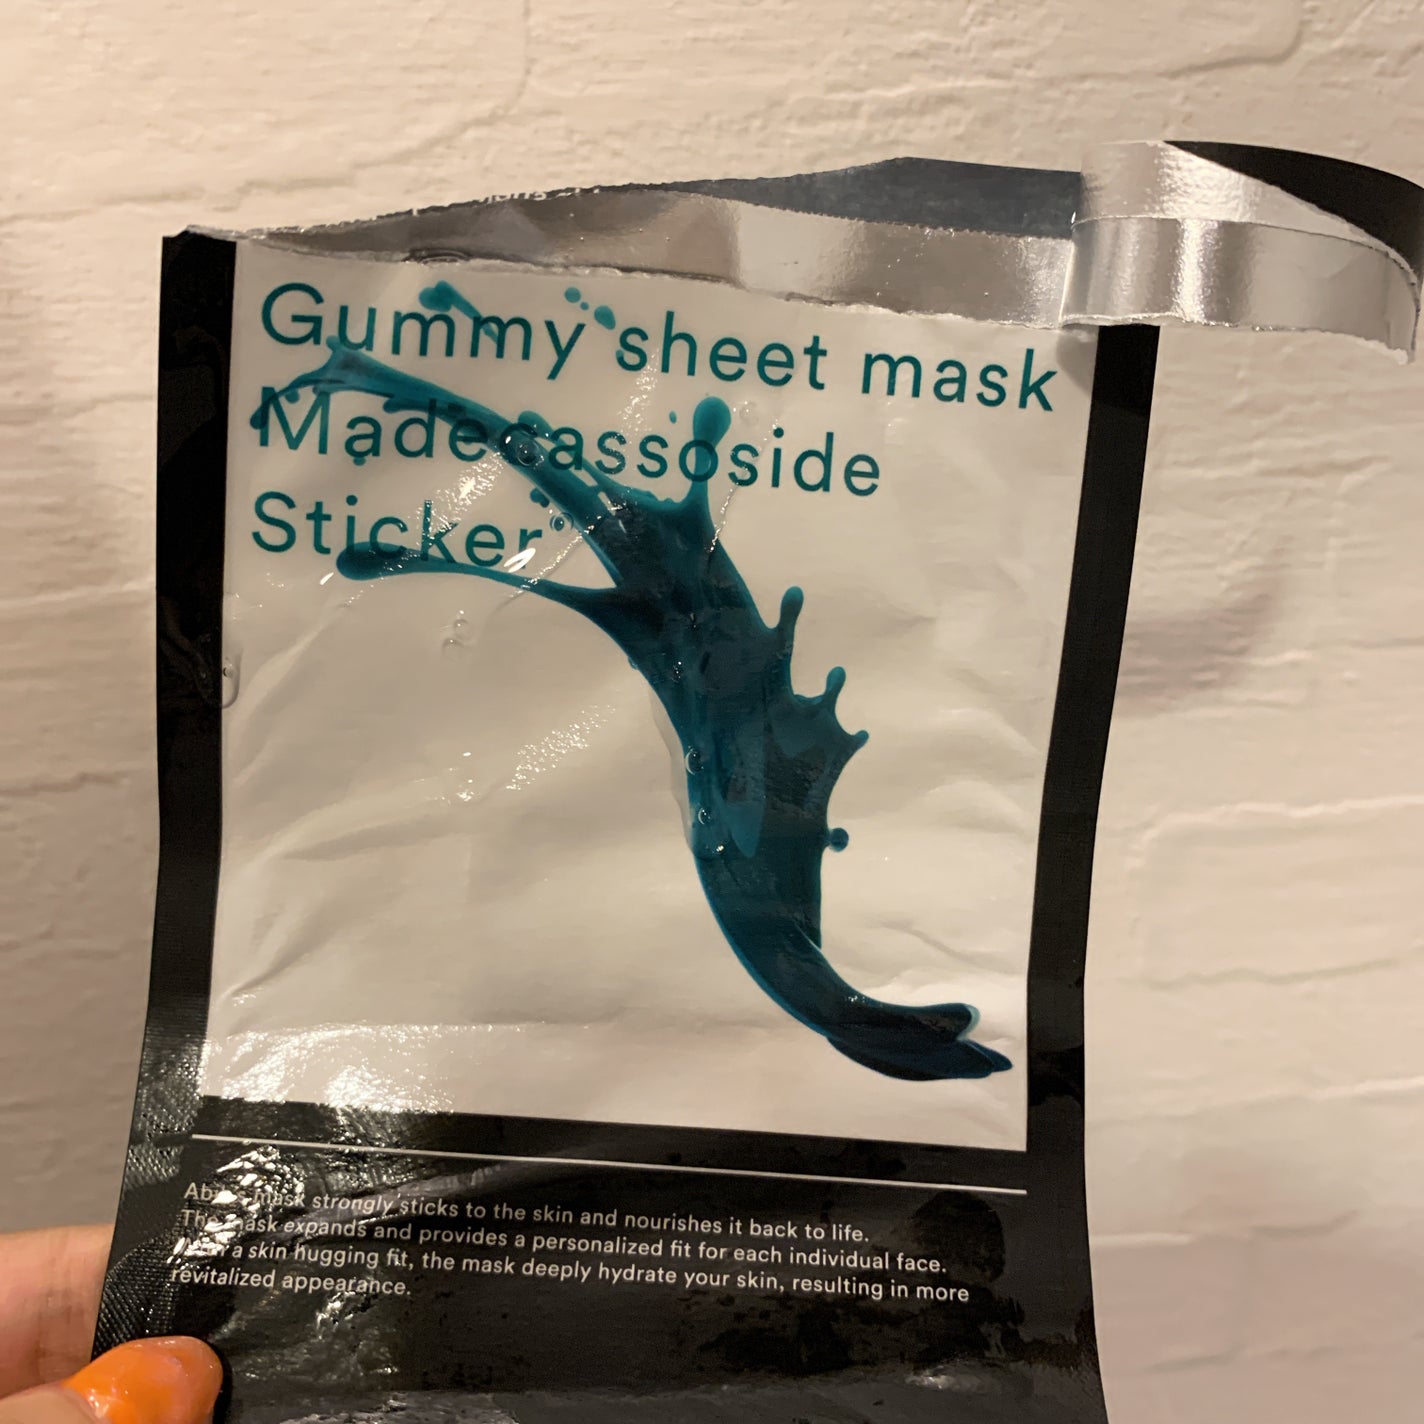 Gummy sheet mask
Madecassoside
Sticker
mask strongly sticks to the skin and nourishes it back to life.
The mask expands and provides a personalized fit for each individual face.
a skin hugging fit, the mask deeply hydrate your skin, resulting in more
revitalized appearance.